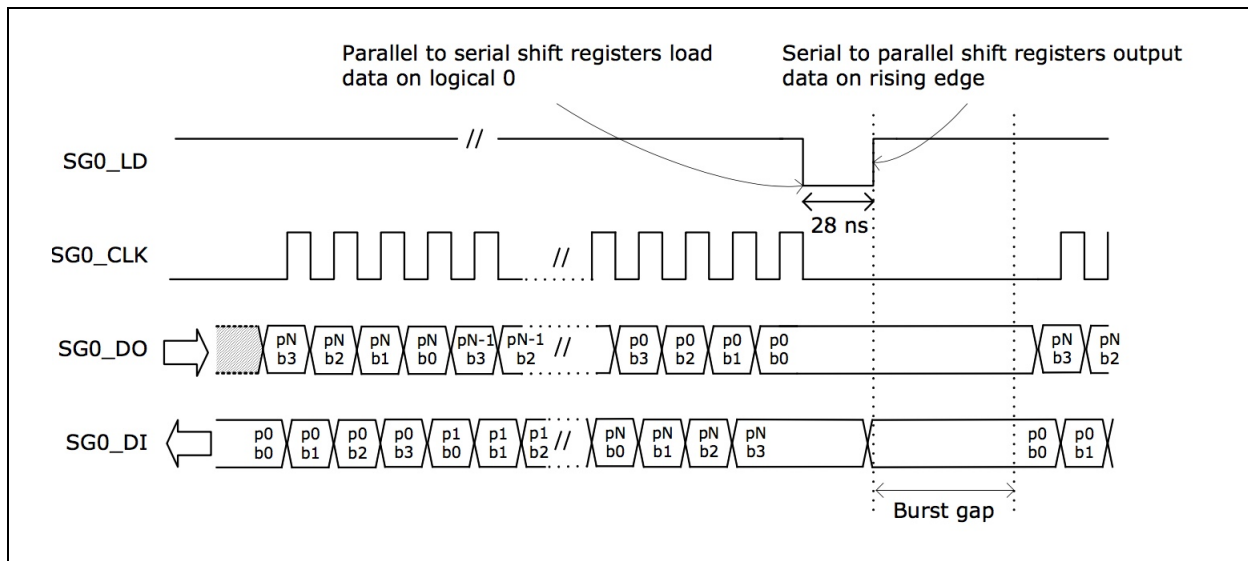 Parallel to serial shift registers load
data on logical 0
Serial to parallel shift registers output
data on rising edge
SG0_LD
//
28 ns
SG0_CLK
//
SG0_DO
pN pN pN pN pN-1 pN-1 // p0 p0 p0 p0 pN pN
b3 b2 b1 b0 b3 b2 b3 b2 b1 b0 b3 b2
SG0_DI
p0 p0 p0 p0 p1 p1 p1 // pN pN pN pN p0 p0
b0 b1 b2 b3 b0 b1 b2 b0 b1 b2 b3 b0 b1
Burst gap